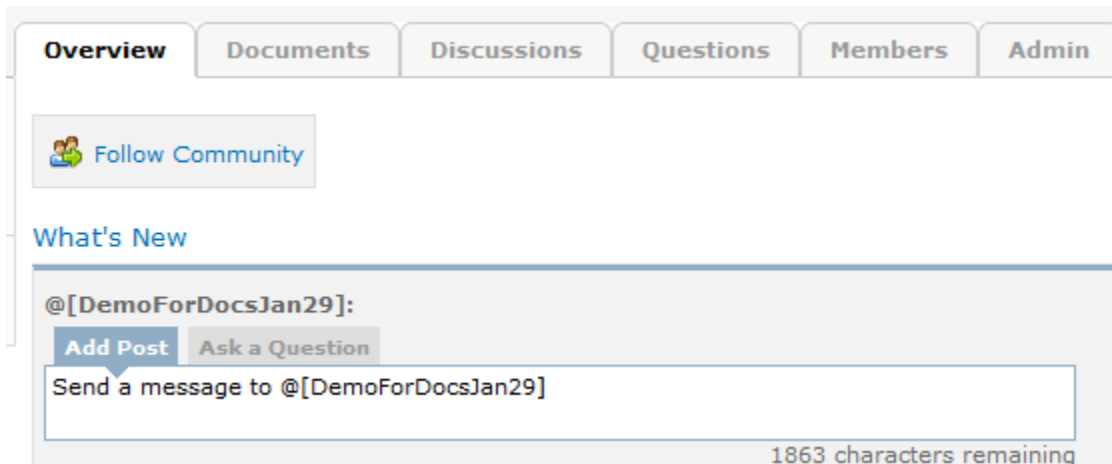 Overview Documents Discussions Questions Members Admin
Follow Community
What's New
@[DemoForDocsJan29]:
Add Post Ask a Question
Send a message to @[DemoForDocsJan29]
1863 characters remaining